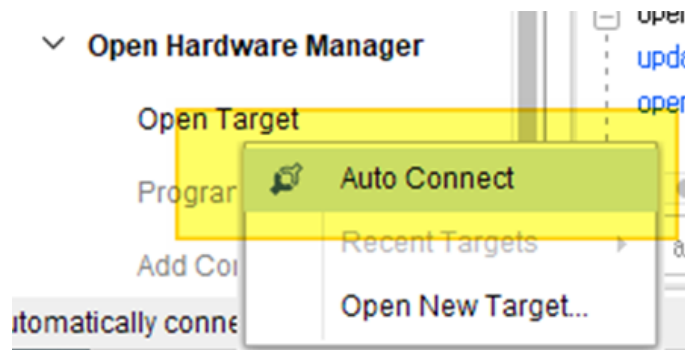 Open Hardware Manager
Open Target
Auto Connect
Recent Targets
Open New Target...